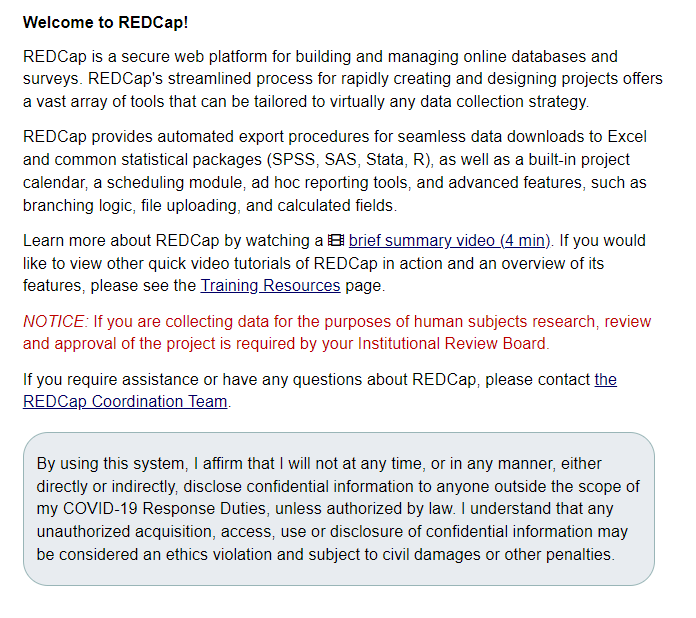 Welcome to REDCap!
REDCap is a secure web platform for building and managing online databases and
surveys. REDCap's streamlined process for rapidly creating and designing projects offers
a vast array of tools that can be tailored to virtually any data collection strategy.
REDCap provides automated export procedures for seamless data downloads to Excel
and common statistical packages (SPSS, SAS, Stata, R), as well as a built-in project
calendar, a scheduling module, ad hoc reporting tools, and advanced features, such as
branching logic, file uploading, and calculated fields.
Learn more about REDCap by watching a brief summary video (4 min). If you would
like to view other quick video tutorials of REDCap in action and an overview of its
features, please see the Training Resources page.
NOTICE: If you are collecting data for the purposes of human subjects research, review
and approval of the project is required by your Institutional Review Board.
If you require assistance or have any questions about REDCap, please contact the
REDCap Coordination Team.
By using this system, I affirm that I will not at any time, or in any manner, either
directly or indirectly, disclose confidential information to anyone outside the scope of
my COVID-19 Response Duties, unless authorized by law. I understand that any
unauthorized acquisition, access, use or disclosure of confidential information may
be considered an ethics violation and subject to civil damages or other penalties.